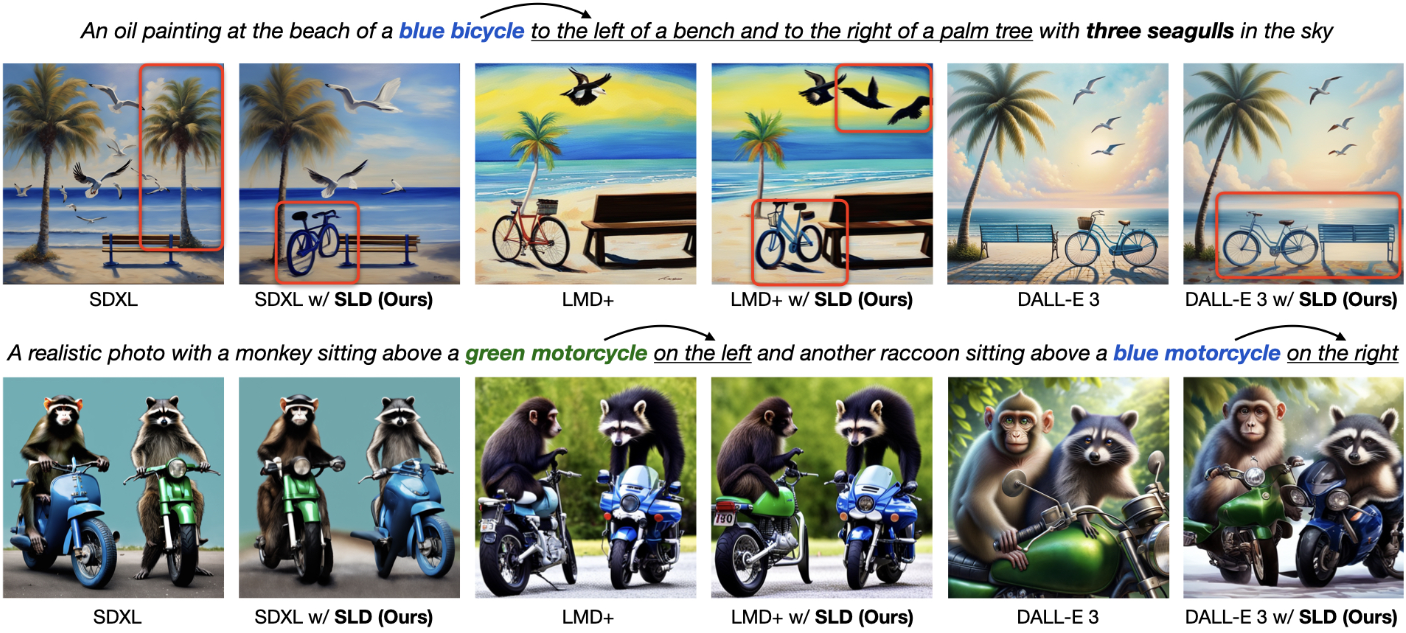 An oil painting at the beach of a blue bicycle to the left of a bench and to the right of a palm tree with three seagulls in the sky
SDXL SDXL w/ SLD (Ours) LMD+ LMD+ w/ SLD (Ours) DALL-E 3 DALL-E 3 w/ SLD (Ours)
A realistic photo with a monkey sitting above a green motorcycle on the left and another raccoon sitting above a blue motorcycle on the right
SDXL SDXL w/ SLD (Ours) LMD+ LMD+ w/ SLD (Ours) DALL-E 3 DALL-E 3 w/ SLD (Ours)